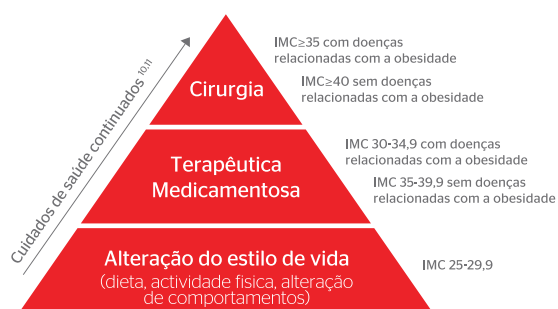 Cuidados de saúde continuados 10,11
IMC≥35 com doenças
relacionadas com a obesidade
Cirurgia
IMC≥40 sem doenças
relacionadas com a obesidade
IMC 30-34,9 com doenças
relacionadas com a obesidade
Terapêutica
Medicamentosa
IMC 35-39,9 sem doenças
relacionadas com a obesidade
Alteração do estilo de vida
(dieta, actividade fisica, alteração
de comportamentos)
IMC 25-29,9